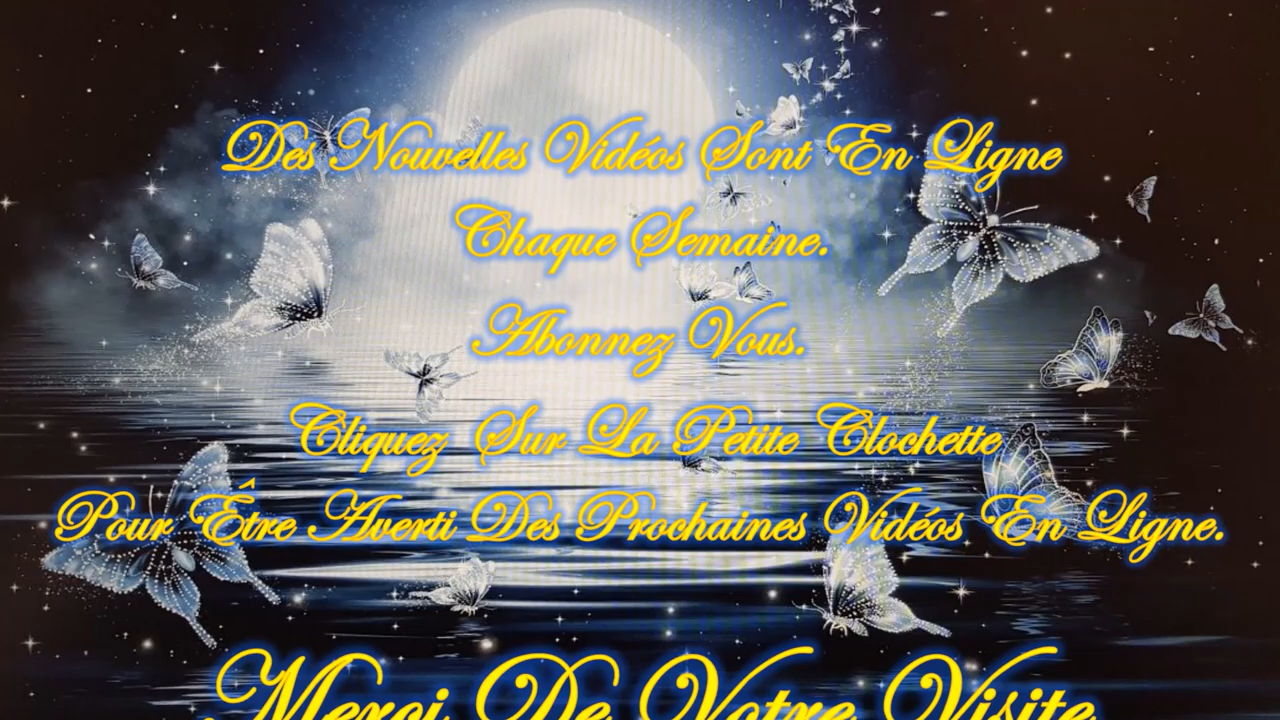 Des Nouvelles Vidéos Sont En Ligne
Chaque Semaine.
Abonnez Vous.
Cliquez Sur La Petite Clochette
Pour Être Averti Des Prochaines Vidéos En Ligne.
Merci De Votre Visite